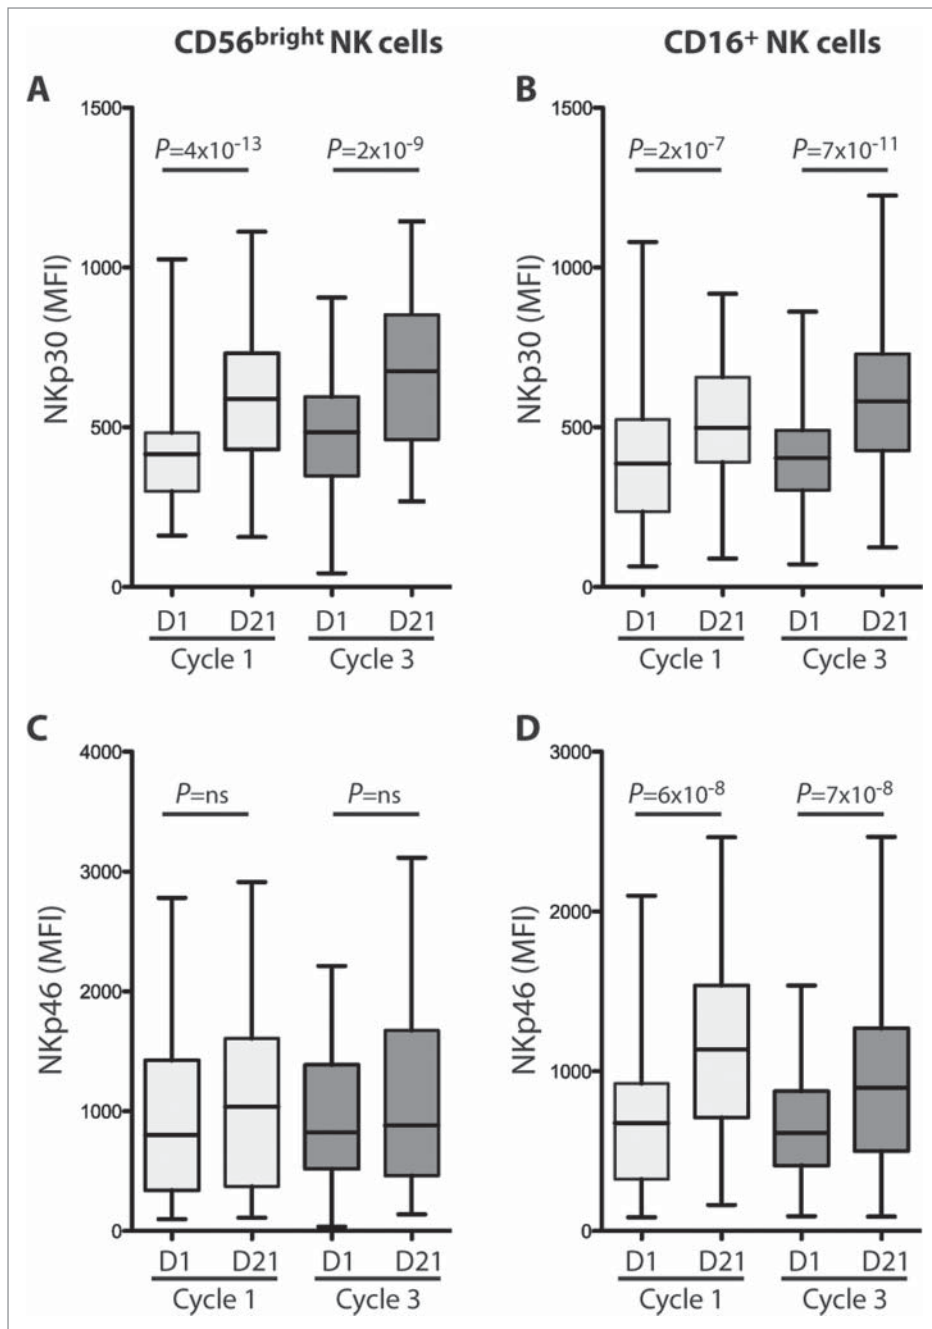 CD56bright NK cells
CD16+ NK cells
A
B
1500
P=4x10-13
P=2x10-9
1000
NKp30 (MFI)
500
0
D1 D21 D1 D21
Cycle 1 Cycle 3
1500
P=2x10-7
P=7x10-11
1000
NKp30 (MFI)
500
0
D1 D21 D1 D21
Cycle 1 Cycle 3
C
D
4000
P=ns
P=ns
3000
NKp46 (MFI)
2000
1000
0
D1 D21 D1 D21
Cycle 1 Cycle 3
3000
P=6x10-8
P=7x10-8
2000
NKp46 (MFI)
1000
0
D1 D21 D1 D21
Cycle 1 Cycle 3